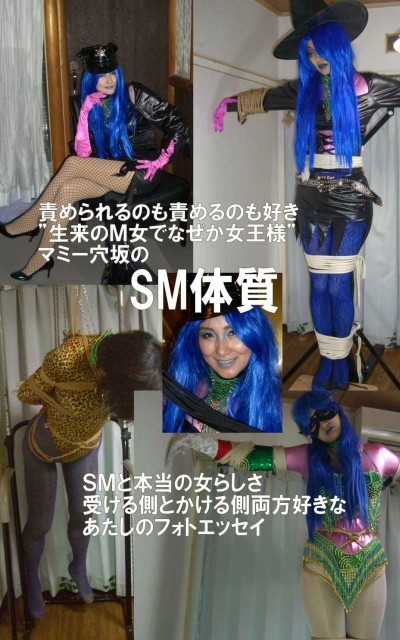 責められるのも責めるのも好き
”生来のM女でなぜか女王様”
マミー穴坂の
SM体質
SMと本当の女らしさ
受ける側とかける側両方好きな
あたしのフォトエッセイ